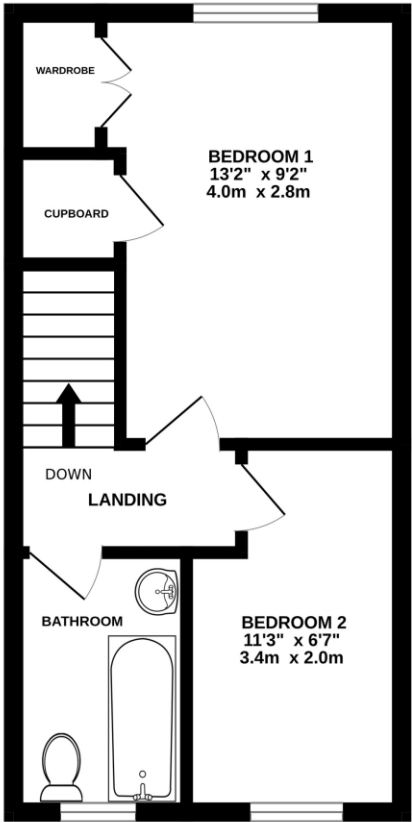 WARDROBE
BEDROOM 1
13'2" x 9'2"
4.0m x 2.8m
CUPBOARD
DOWN
LANDING
BATHROOM
BEDROOM 2
11'3" x 6'7"
3.4m x 2.0m